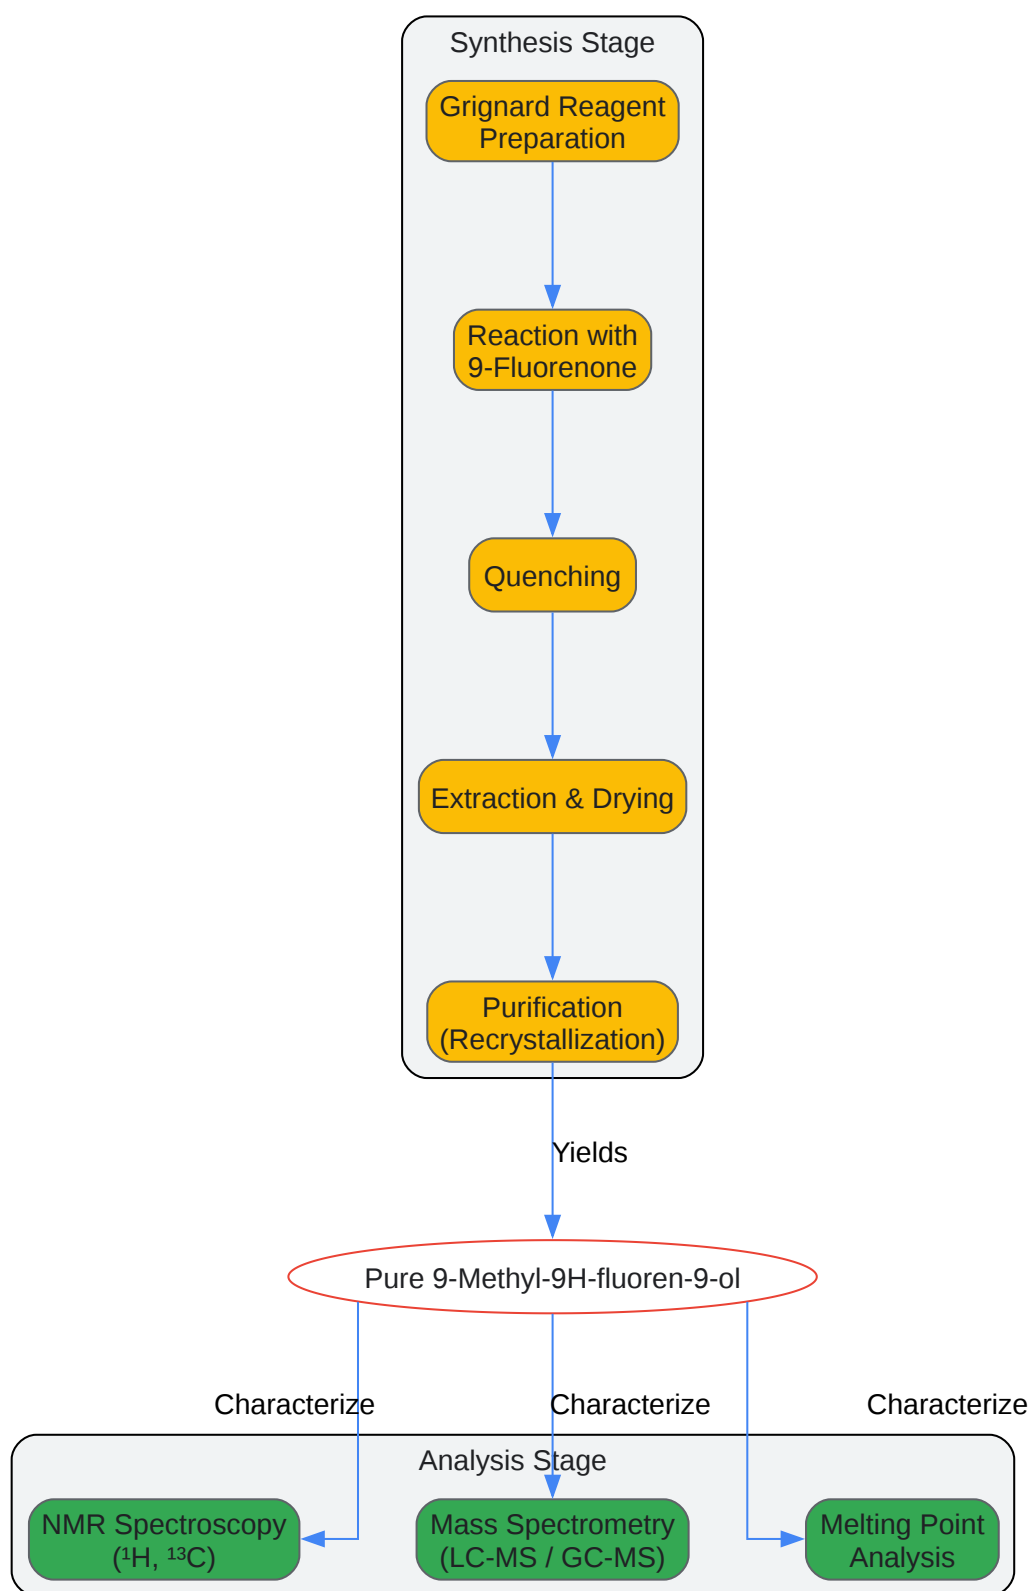 Synthesis Stage
Grignard Reagent
Preparation
Reaction with
9-Fluorenone
Quenching
Extraction & Drying
Purification
(Recrystallization)
Yields
Pure 9-Methyl-9H-fluoren-9-ol
Characterize
Characterize
Characterize
Analysis Stage
NMR Spectroscopy
(¹H, ¹³C)
Mass Spectrometry
(LC-MS / GC-MS)
Melting Point
Analysis